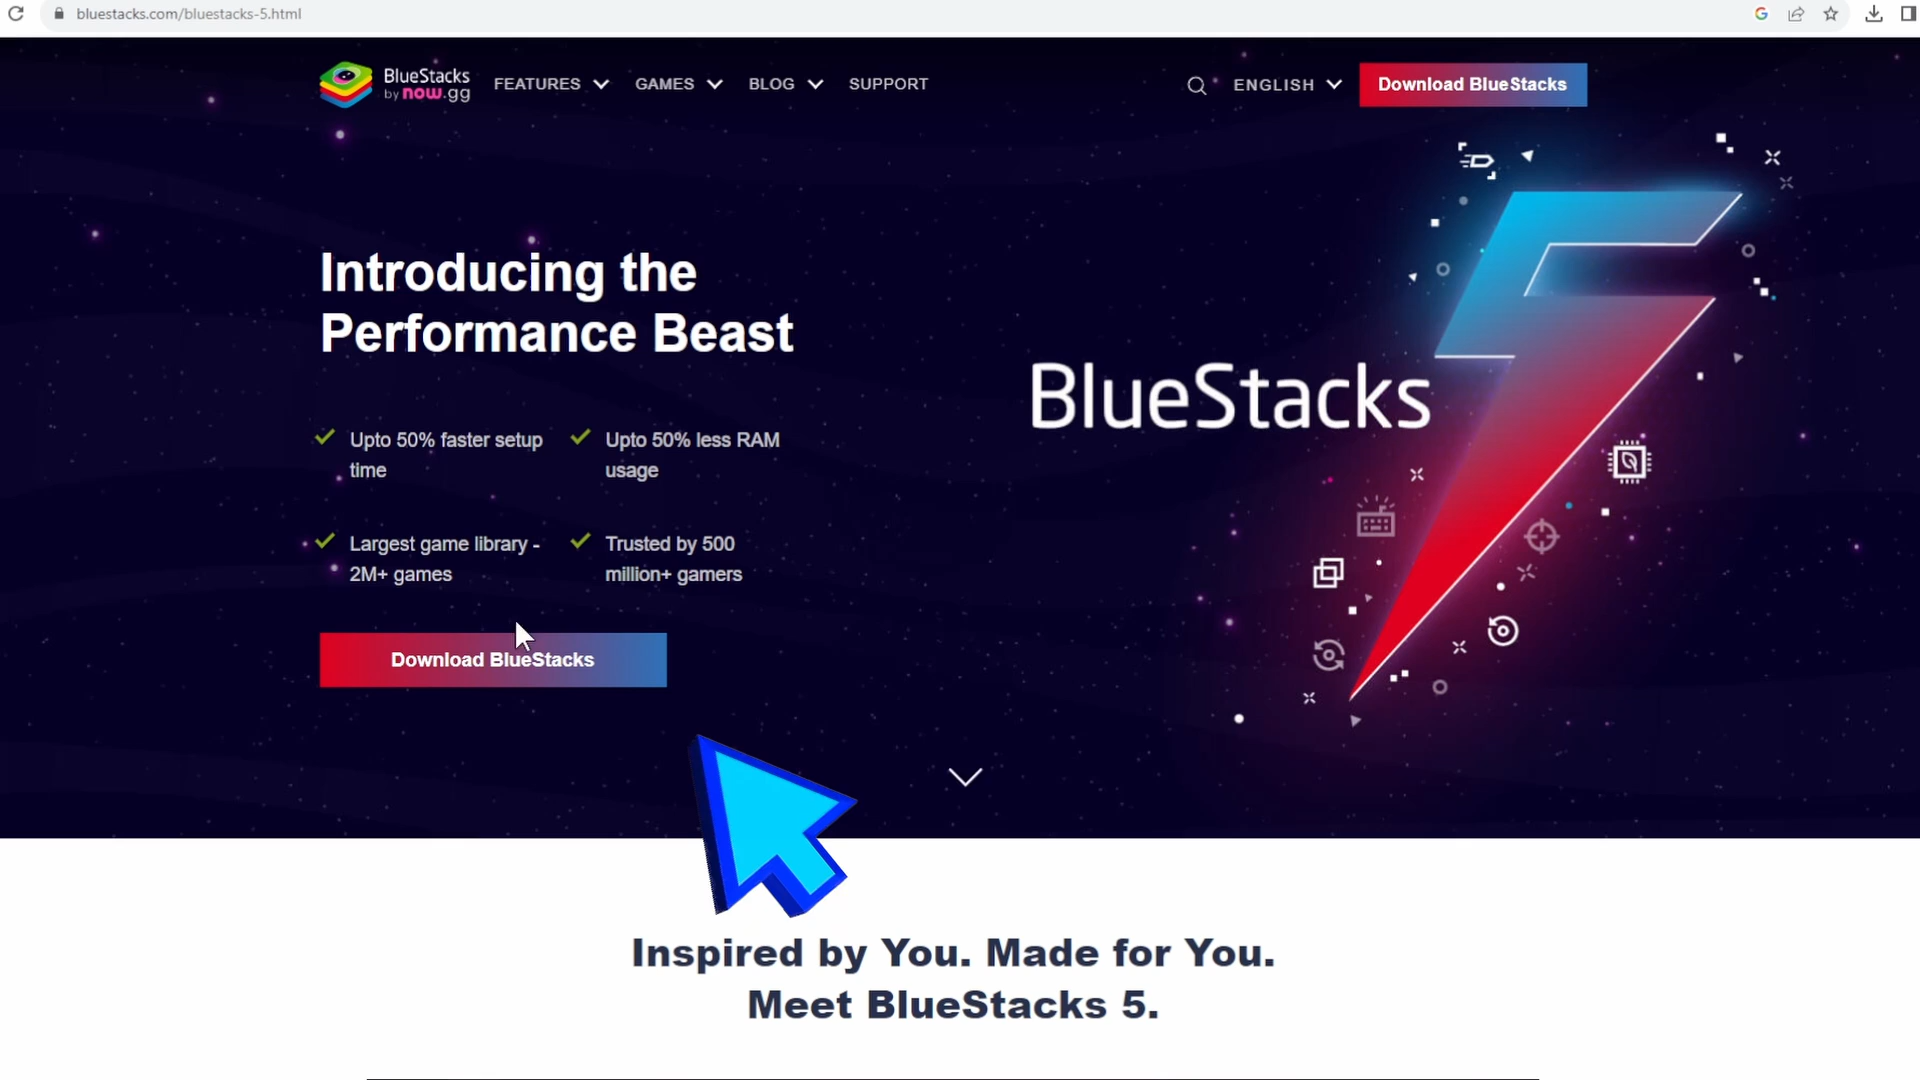 bluestacks.com/bluestacks-5.html
BlueStacks
by now.gg
FEATURES
GAMES
BLOG
SUPPORT
ENGLISH
Download BlueStacks
Introducing the
Performance Beast
Upto 50% faster setup
time
Upto 50% less RAM
usage
Largest game library -
2M+ games
Trusted by 500
million+ gamers
Download BlueStacks
BlueStacks 5
Inspired by You. Made for You.
Meet BlueStacks 5.